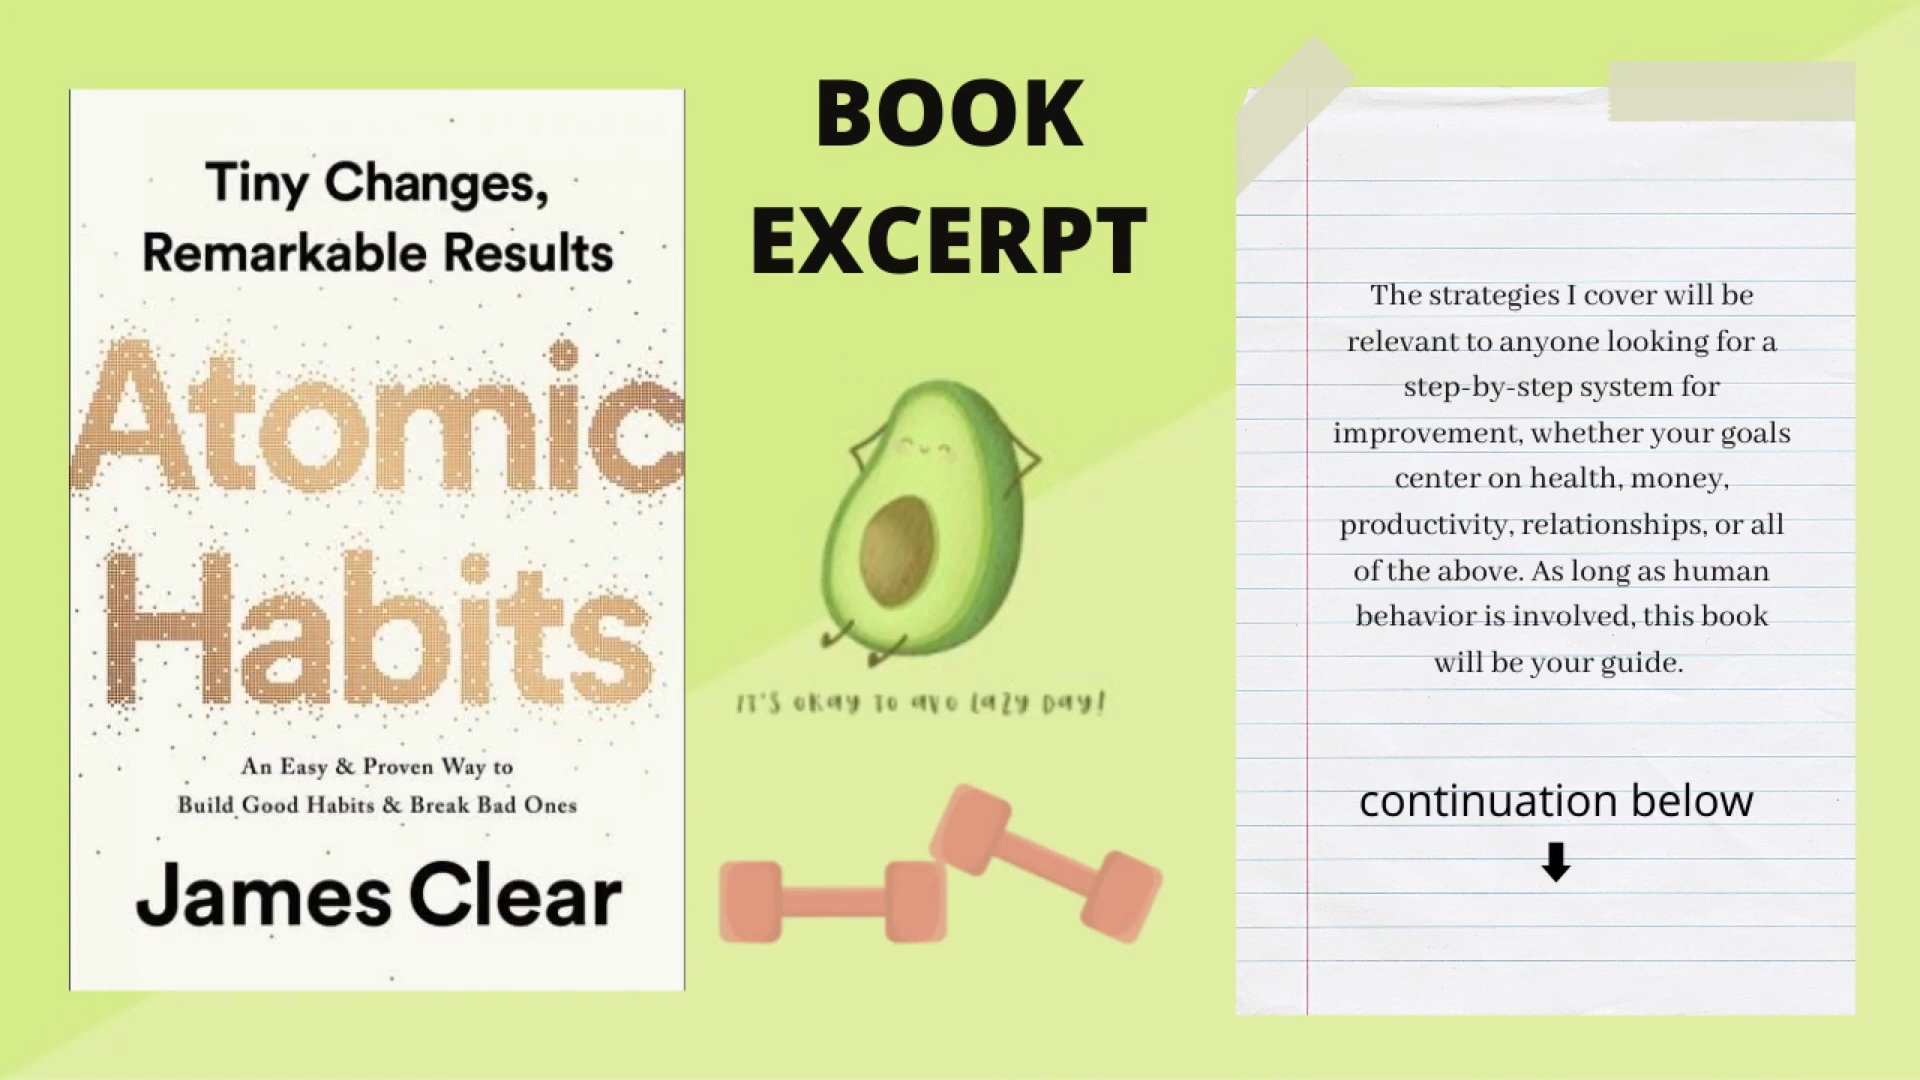 Tiny Changes,
Remarkable Results
Atomic
Habits
An Easy & Proven Way to
Build Good Habits & Break Bad Ones
James Clear
BOOK
EXCERPT
IT'S OKAY TO AVO LAZY DAY!
The strategies I cover will be
relevant to anyone looking for a
step-by-step system for
improvement, whether your goals
center on health, money,
productivity, relationships, or all
of the above. As long as human
behavior is involved, this book
will be your guide.
continuation below